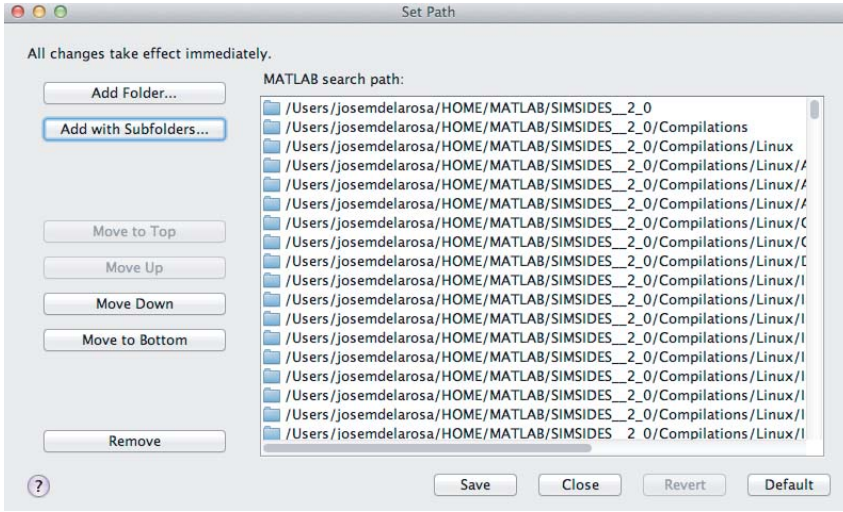 Set Path
All changes take effect immediately.
MATLAB search path:
Add Folder...
Add with Subfolders...
Move to Top
Move Up
Move Down
Move to Bottom
Remove
/Users/josemdelarosa/HOME/MATLAB/SIMSIDES__2_0
/Users/josemdelarosa/HOME/MATLAB/SIMSIDES__2_0/Compilations
/Users/josemdelarosa/HOME/MATLAB/SIMSIDES__2_0/Compilations/Linux
/Users/josemdelarosa/HOME/MATLAB/SIMSIDES__2_0/Compilations/Linux/A
/Users/josemdelarosa/HOME/MATLAB/SIMSIDES__2_0/Compilations/Linux/A
/Users/josemdelarosa/HOME/MATLAB/SIMSIDES__2_0/Compilations/Linux/A
/Users/josemdelarosa/HOME/MATLAB/SIMSIDES__2_0/Compilations/Linux/C
/Users/josemdelarosa/HOME/MATLAB/SIMSIDES__2_0/Compilations/Linux/C
/Users/josemdelarosa/HOME/MATLAB/SIMSIDES__2_0/Compilations/Linux/D
/Users/josemdelarosa/HOME/MATLAB/SIMSIDES__2_0/Compilations/Linux/I
/Users/josemdelarosa/HOME/MATLAB/SIMSIDES__2_0/Compilations/Linux/I
/Users/josemdelarosa/HOME/MATLAB/SIMSIDES__2_0/Compilations/Linux/I
/Users/josemdelarosa/HOME/MATLAB/SIMSIDES__2_0/Compilations/Linux/I
/Users/josemdelarosa/HOME/MATLAB/SIMSIDES__2_0/Compilations/Linux/I
/Users/josemdelarosa/HOME/MATLAB/SIMSIDES__2_0/Compilations/Linux/I
/Users/josemdelarosa/HOME/MATLAB/SIMSIDES__2_0/Compilations/Linux/I
/Users/josemdelarosa/HOME/MATLAB/SIMSIDES__2_0/Compilations/Linux/I
/Users/josemdelarosa/HOME/MATLAB/SIMSIDES__2_0/Compilations/Linux/I
?
Save
Close
Revert
Default